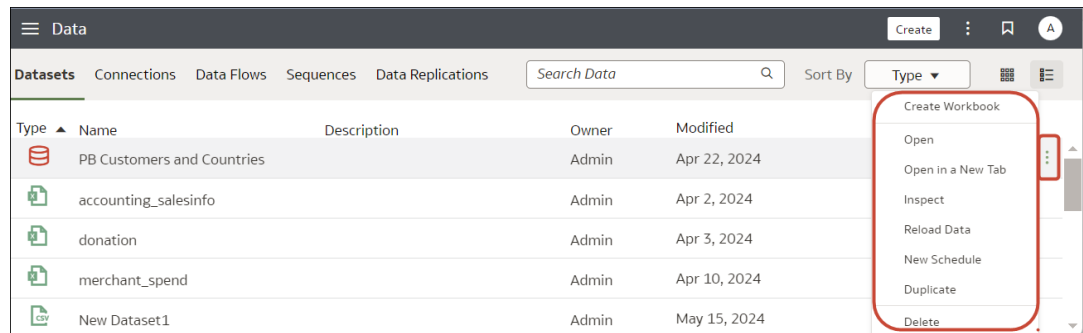 Data Create A
Datasets Connections Data Flows Sequences Data Replications Search Data Sort By Type
Create Workbook
Type Name Description Owner Modified
Open
PB Customers and Countries Admin Apr 22, 2024
Open in a New Tab
accounting_salesinfo Admin Apr 2, 2024
Inspect
Reload Data
donation Admin Apr 3, 2024
New Schedule
merchant_spend Admin Apr 10, 2024
Duplicate
New Dataset1 Admin May 15, 2024
Delete
X
X
X
CSV